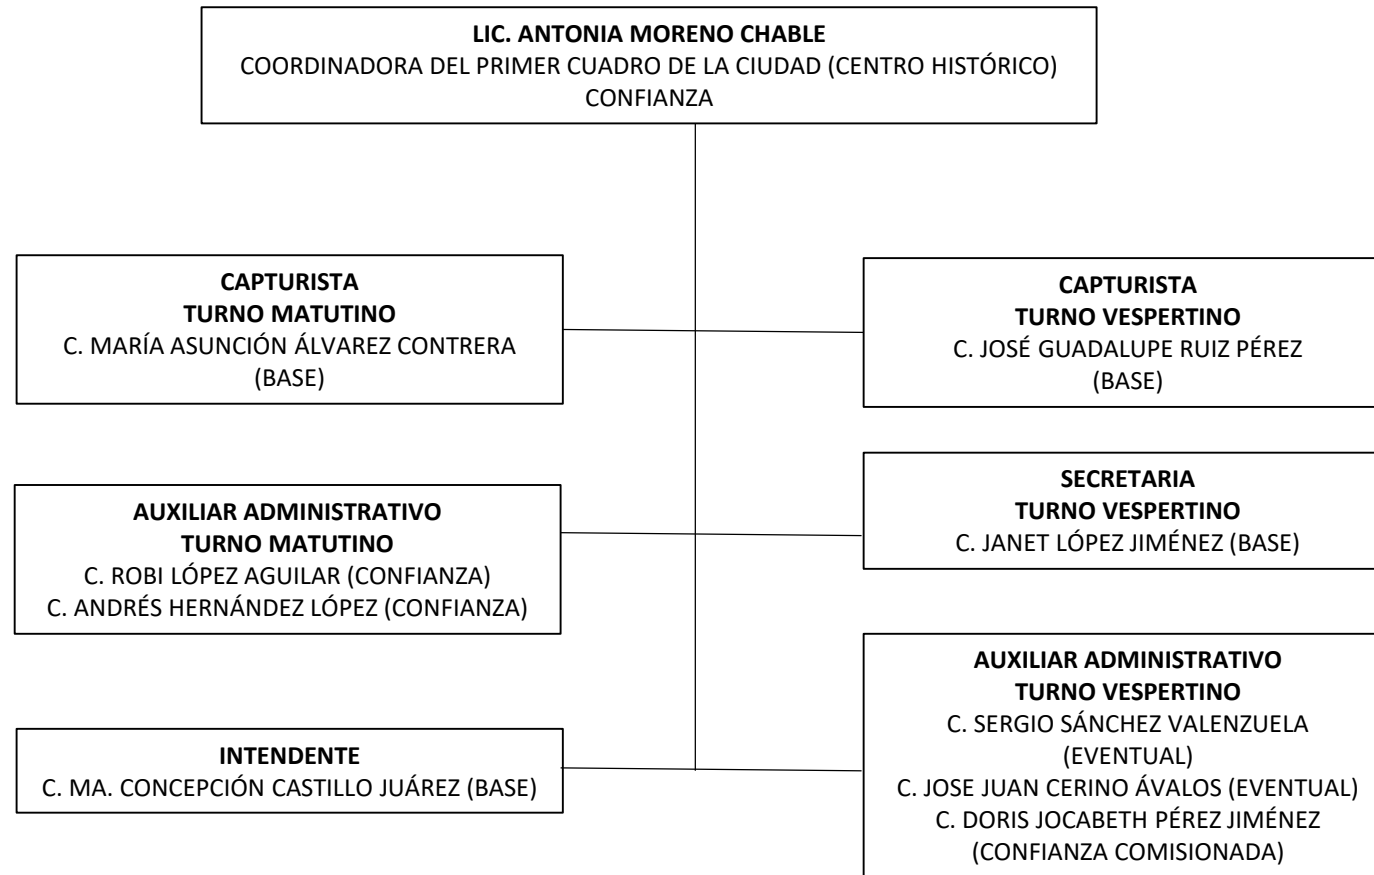 LIC. ANTONIA MORENO CHABLE
COORDINADORA DEL PRIMER CUADRO DE LA CIUDAD (CENTRO HISTÓRICO)
CONFIANZA
CAPTURISTA
TURNO MATUTINO
C. MARÍA ASUNCIÓN ÁLVAREZ CONTRERA
(BASE)
CAPTURISTA
TURNO VESPERTINO
C. JOSÉ GUADALUPE RUIZ PÉREZ
(BASE)
AUXILIAR ADMINISTRATIVO
TURNO MATUTINO
C. ROBI LÓPEZ AGUILAR (CONFIANZA)
C. ANDRÉS HERNÁNDEZ LÓPEZ (CONFIANZA)
SECRETARIA
TURNO VESPERTINO
C. JANET LÓPEZ JIMÉNEZ (BASE)
INTENDENTE
C. MA. CONCEPCIÓN CASTILLO JUÁREZ (BASE)
AUXILIAR ADMINISTRATIVO
TURNO VESPERTINO
C. SERGIO SÁNCHEZ VALENZUELA
(EVENTUAL)
C. JOSE JUAN CERINO ÁVALOS (EVENTUAL)
C. DORIS JOCABETH PÉREZ JIMÉNEZ
(CONFIANZA COMISIONADA)